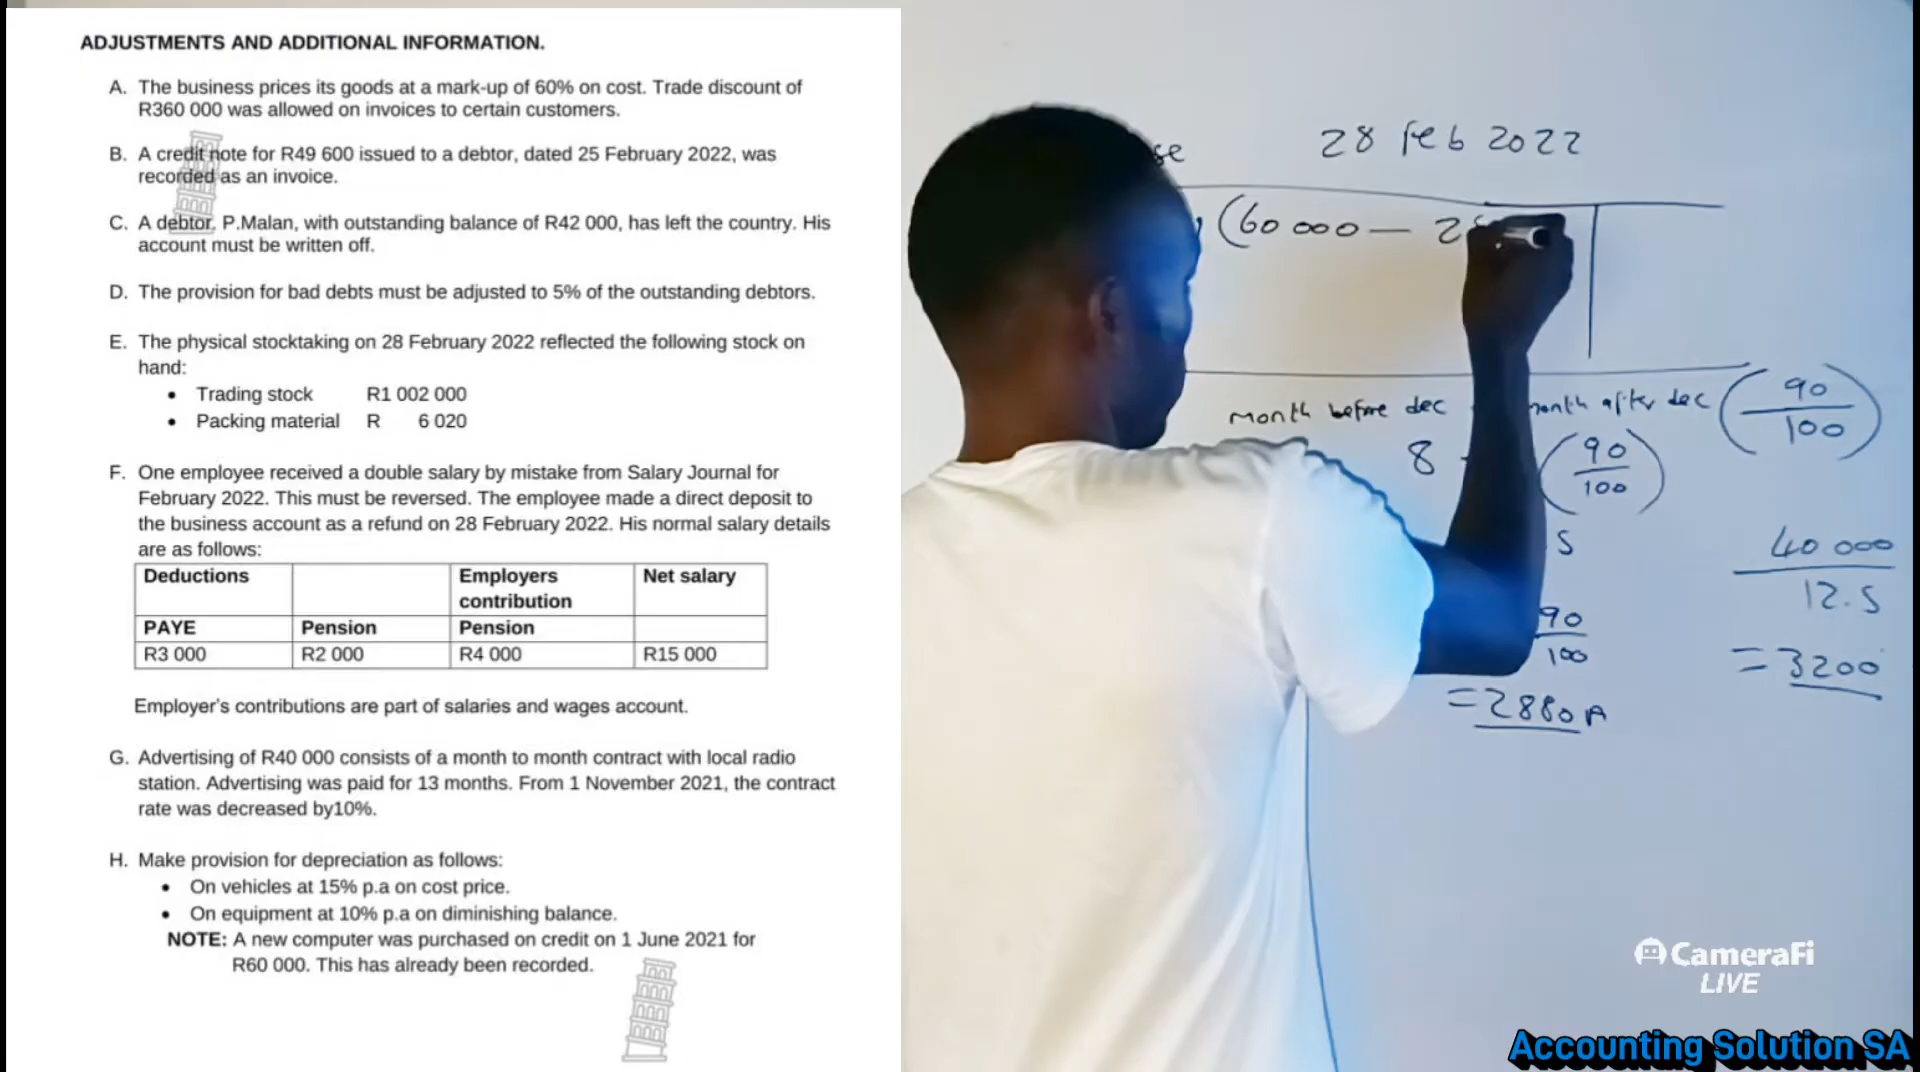 ADJUSTMENTS AND ADDITIONAL INFORMATION.
A. The business prices its goods at a mark-up of 60% on cost. Trade discount of
R360 000 was allowed on invoices to certain customers.
B. A credit note for R49 600 issued to a debtor, dated 25 February 2022, was
recorded as an invoice.
C. A debtor, P.Malan, with outstanding balance of R42 000, has left the country. His
account must be written off.
D. The provision for bad debts must be adjusted to 5% of the outstanding debtors.
E. The physical stocktaking on 28 February 2022 reflected the following stock on
hand:
• Trading stock R1 002 000
• Packing material R 6 020
F. One employee received a double salary by mistake from Salary Journal for
February 2022. This must be reversed. The employee made a direct deposit to
the business account as a refund on 28 February 2022. His normal salary details
are as follows:
Deductions Employers contribution Net salary
PAYE Pension Pension
R3 000 R2 000 R4 000 R15 000
Employer's contributions are part of salaries and wages account.
G. Advertising of R40 000 consists of a month to month contract with local radio
station. Advertising was paid for 13 months. From 1 November 2021, the contract
rate was decreased by10%.
H. Make provision for depreciation as follows:
• On vehicles at 15% p.a on cost price.
• On equipment at 10% p.a on diminishing balance.
NOTE: A new computer was purchased on credit on 1 June 2021 for
R60 000. This has already been recorded.
28 Feb 2022
(60 000 —
month before dec month after dec (90/100)
8 (90/100)
40 000
12.5
90
100
= 3200
= 2880
CameraFi
LIVE
Accounting Solution SA